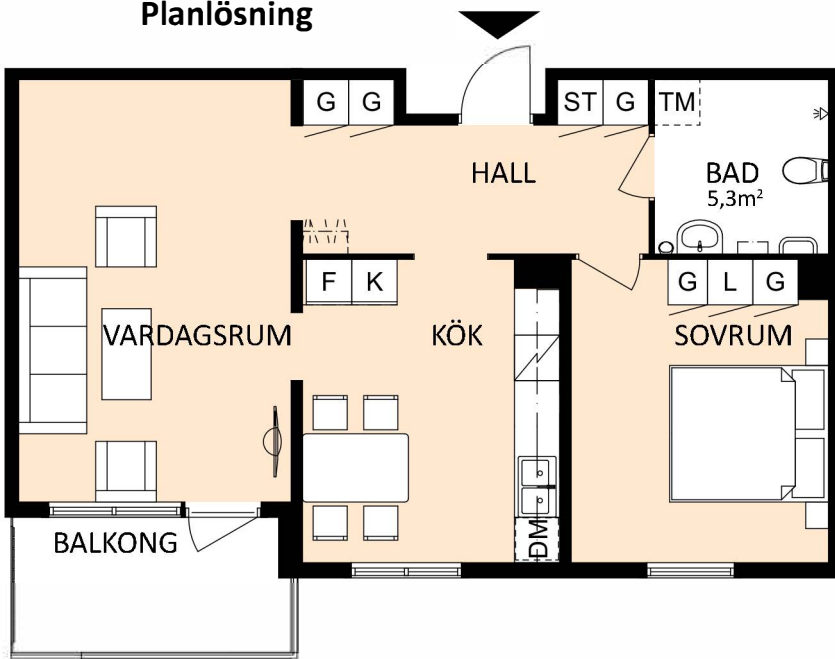 Planlösning
G G ST G TM
HALL BAD
5,3m²
F K G L G
VARDAGSRUM KÖK SOVRUM
DM
BALKONG